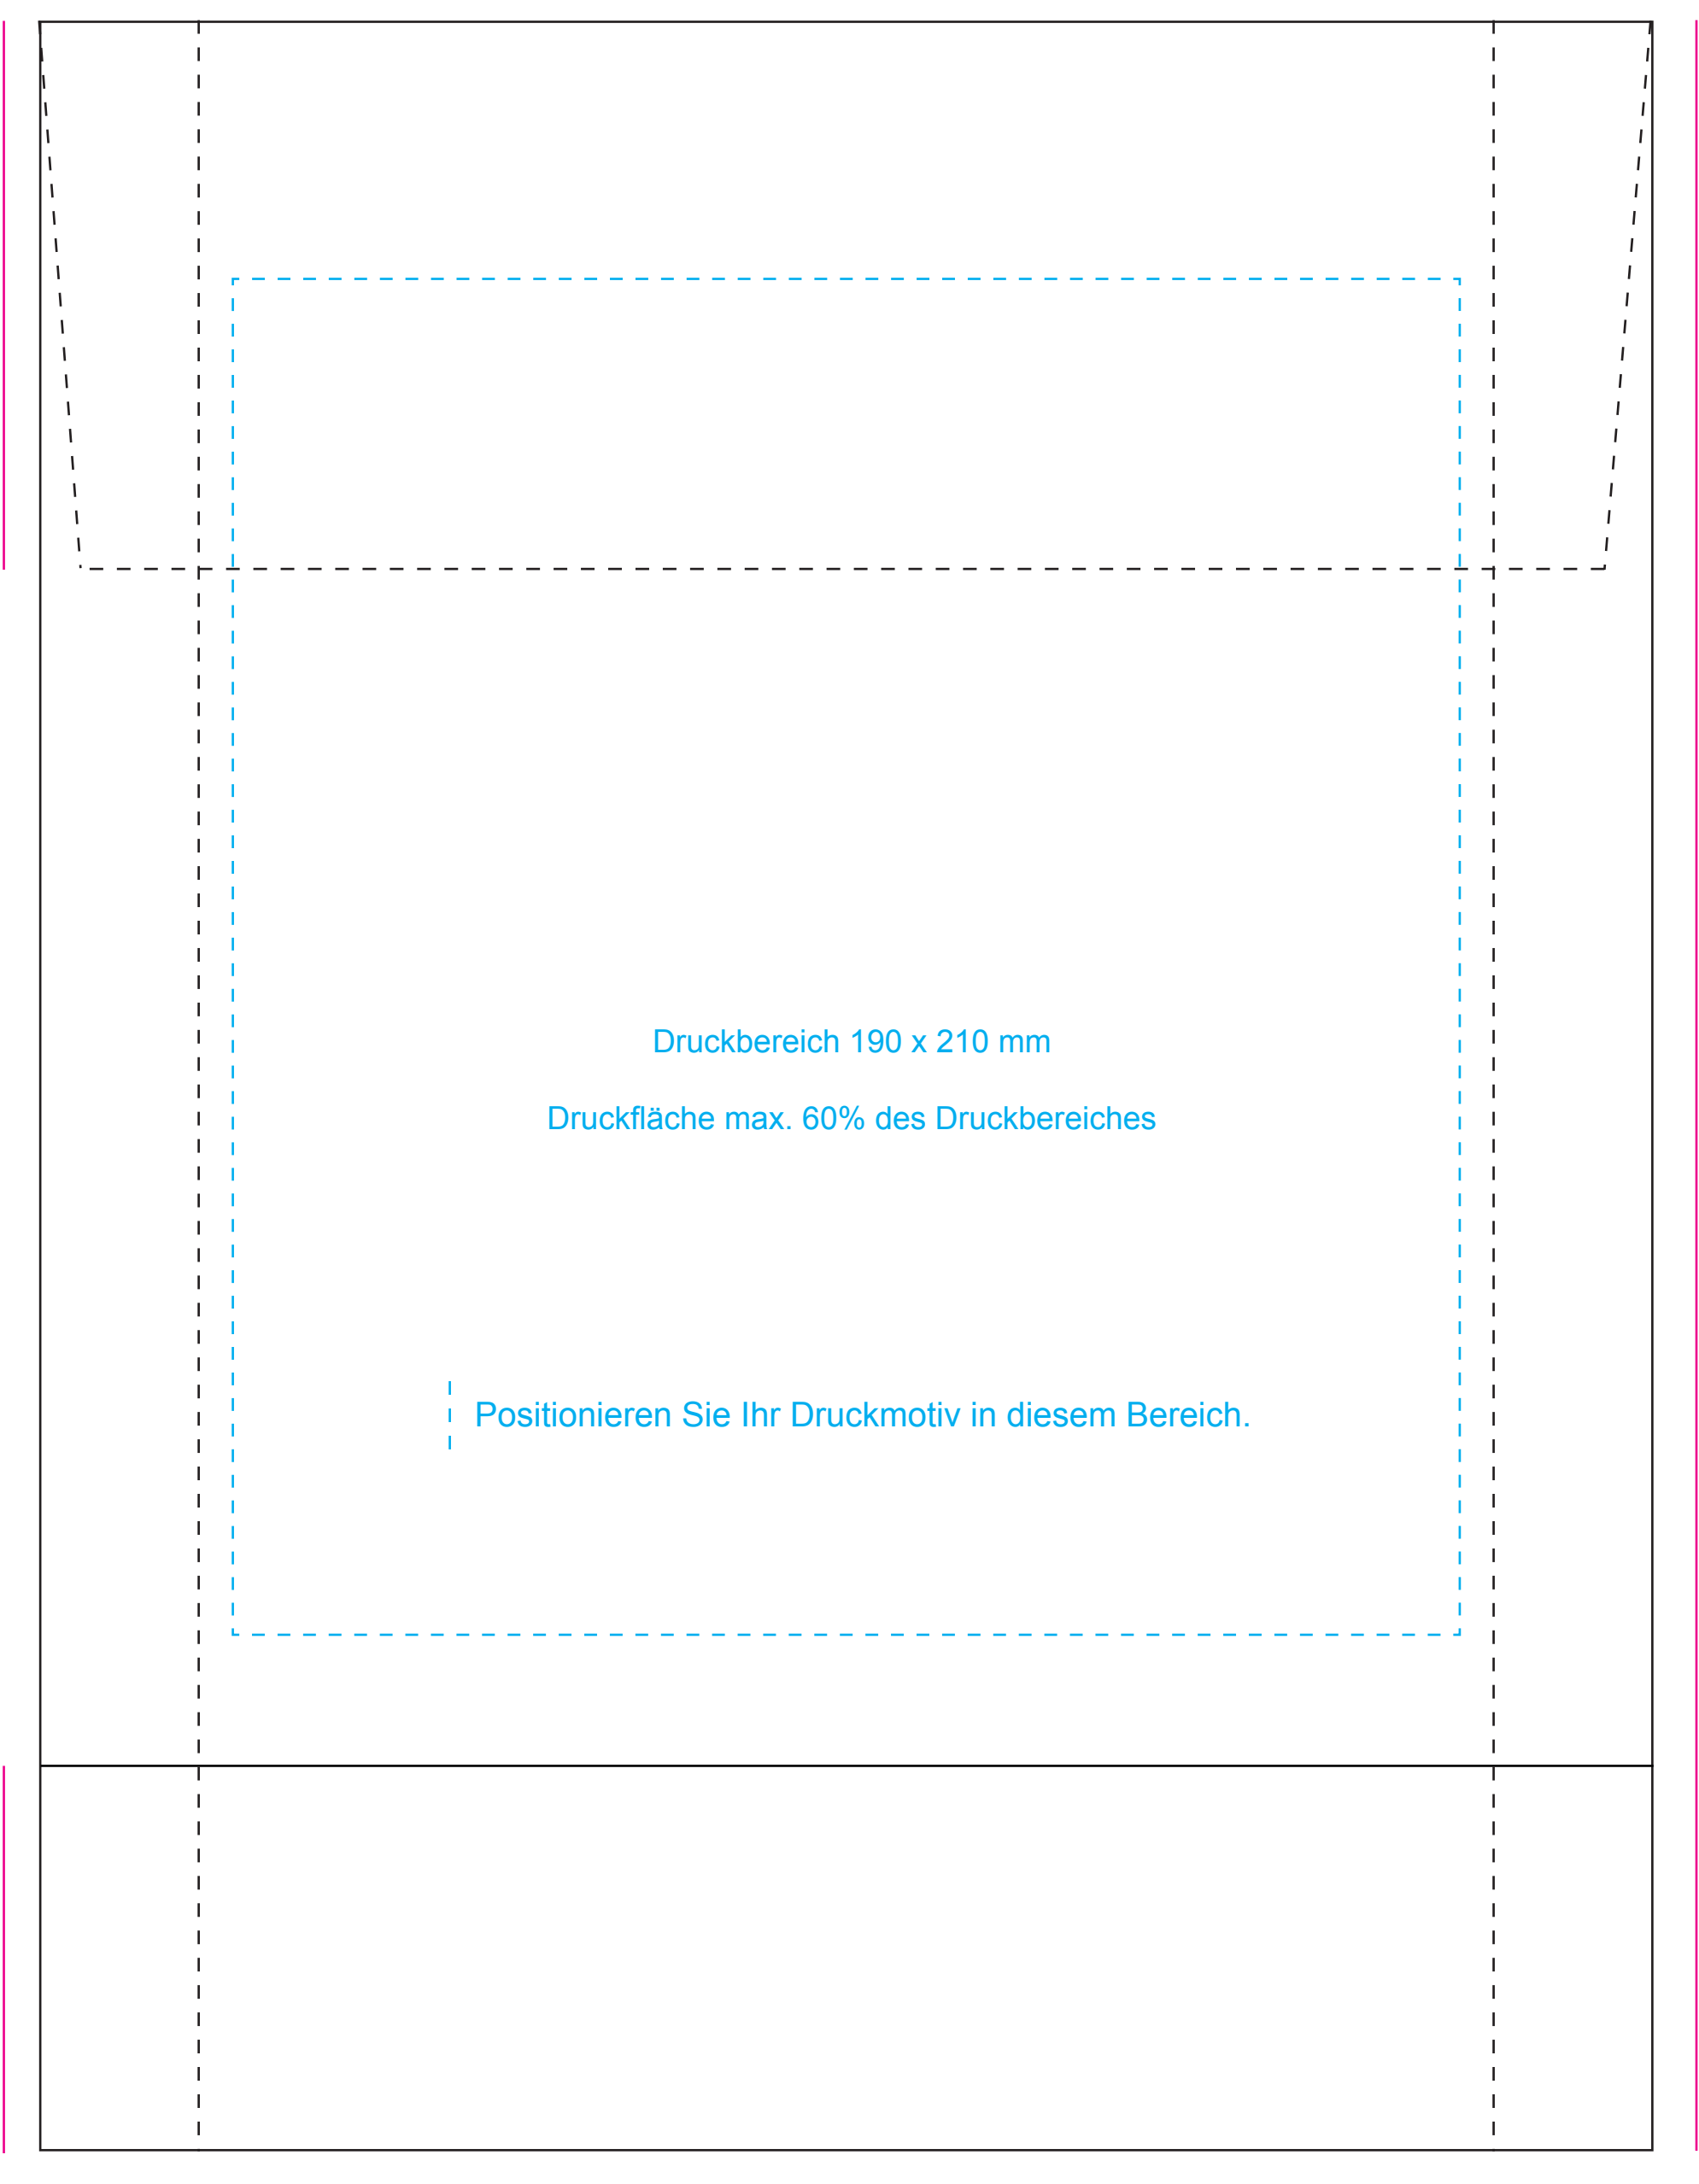 Druckbereich 190 x 210 mm
Druckfläche max. 60% des Druckbereiches
Positionieren Sie Ihr Druckmotiv in diesem Bereich.